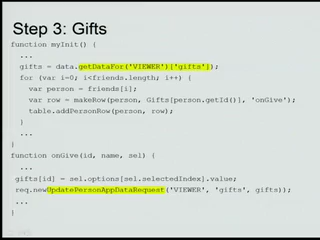 Step 3: Gifts
function myInit() {
...
gifts = data.getDataFor('VIEWER')['gifts'];
for (var i=0; i<friends.length; i++) {
var person = friends[i];
var row = makeRow(person, Gifts[person.getId()], 'onGive');
table.addPersonRow(person, row);
}
...
}
function onGive(id, name, sel) {
...
gifts[id] = sel.options[sel.selectedIndex].value;
req.newUpdatePersonAppDataRequest('VIEWER', 'gifts', gifts));
...
}